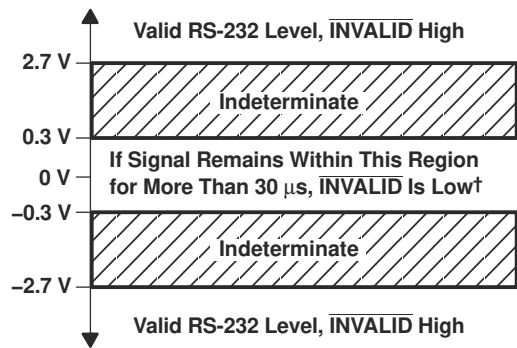 Valid RS-232 Level, INVALID High
2.7 V
Indeterminate
0.3 V
If Signal Remains Within This Region
0 V
for More Than 30 µs, INVALID Is Low†
−0.3 V
Indeterminate
−2.7 V
Valid RS-232 Level, INVALID High